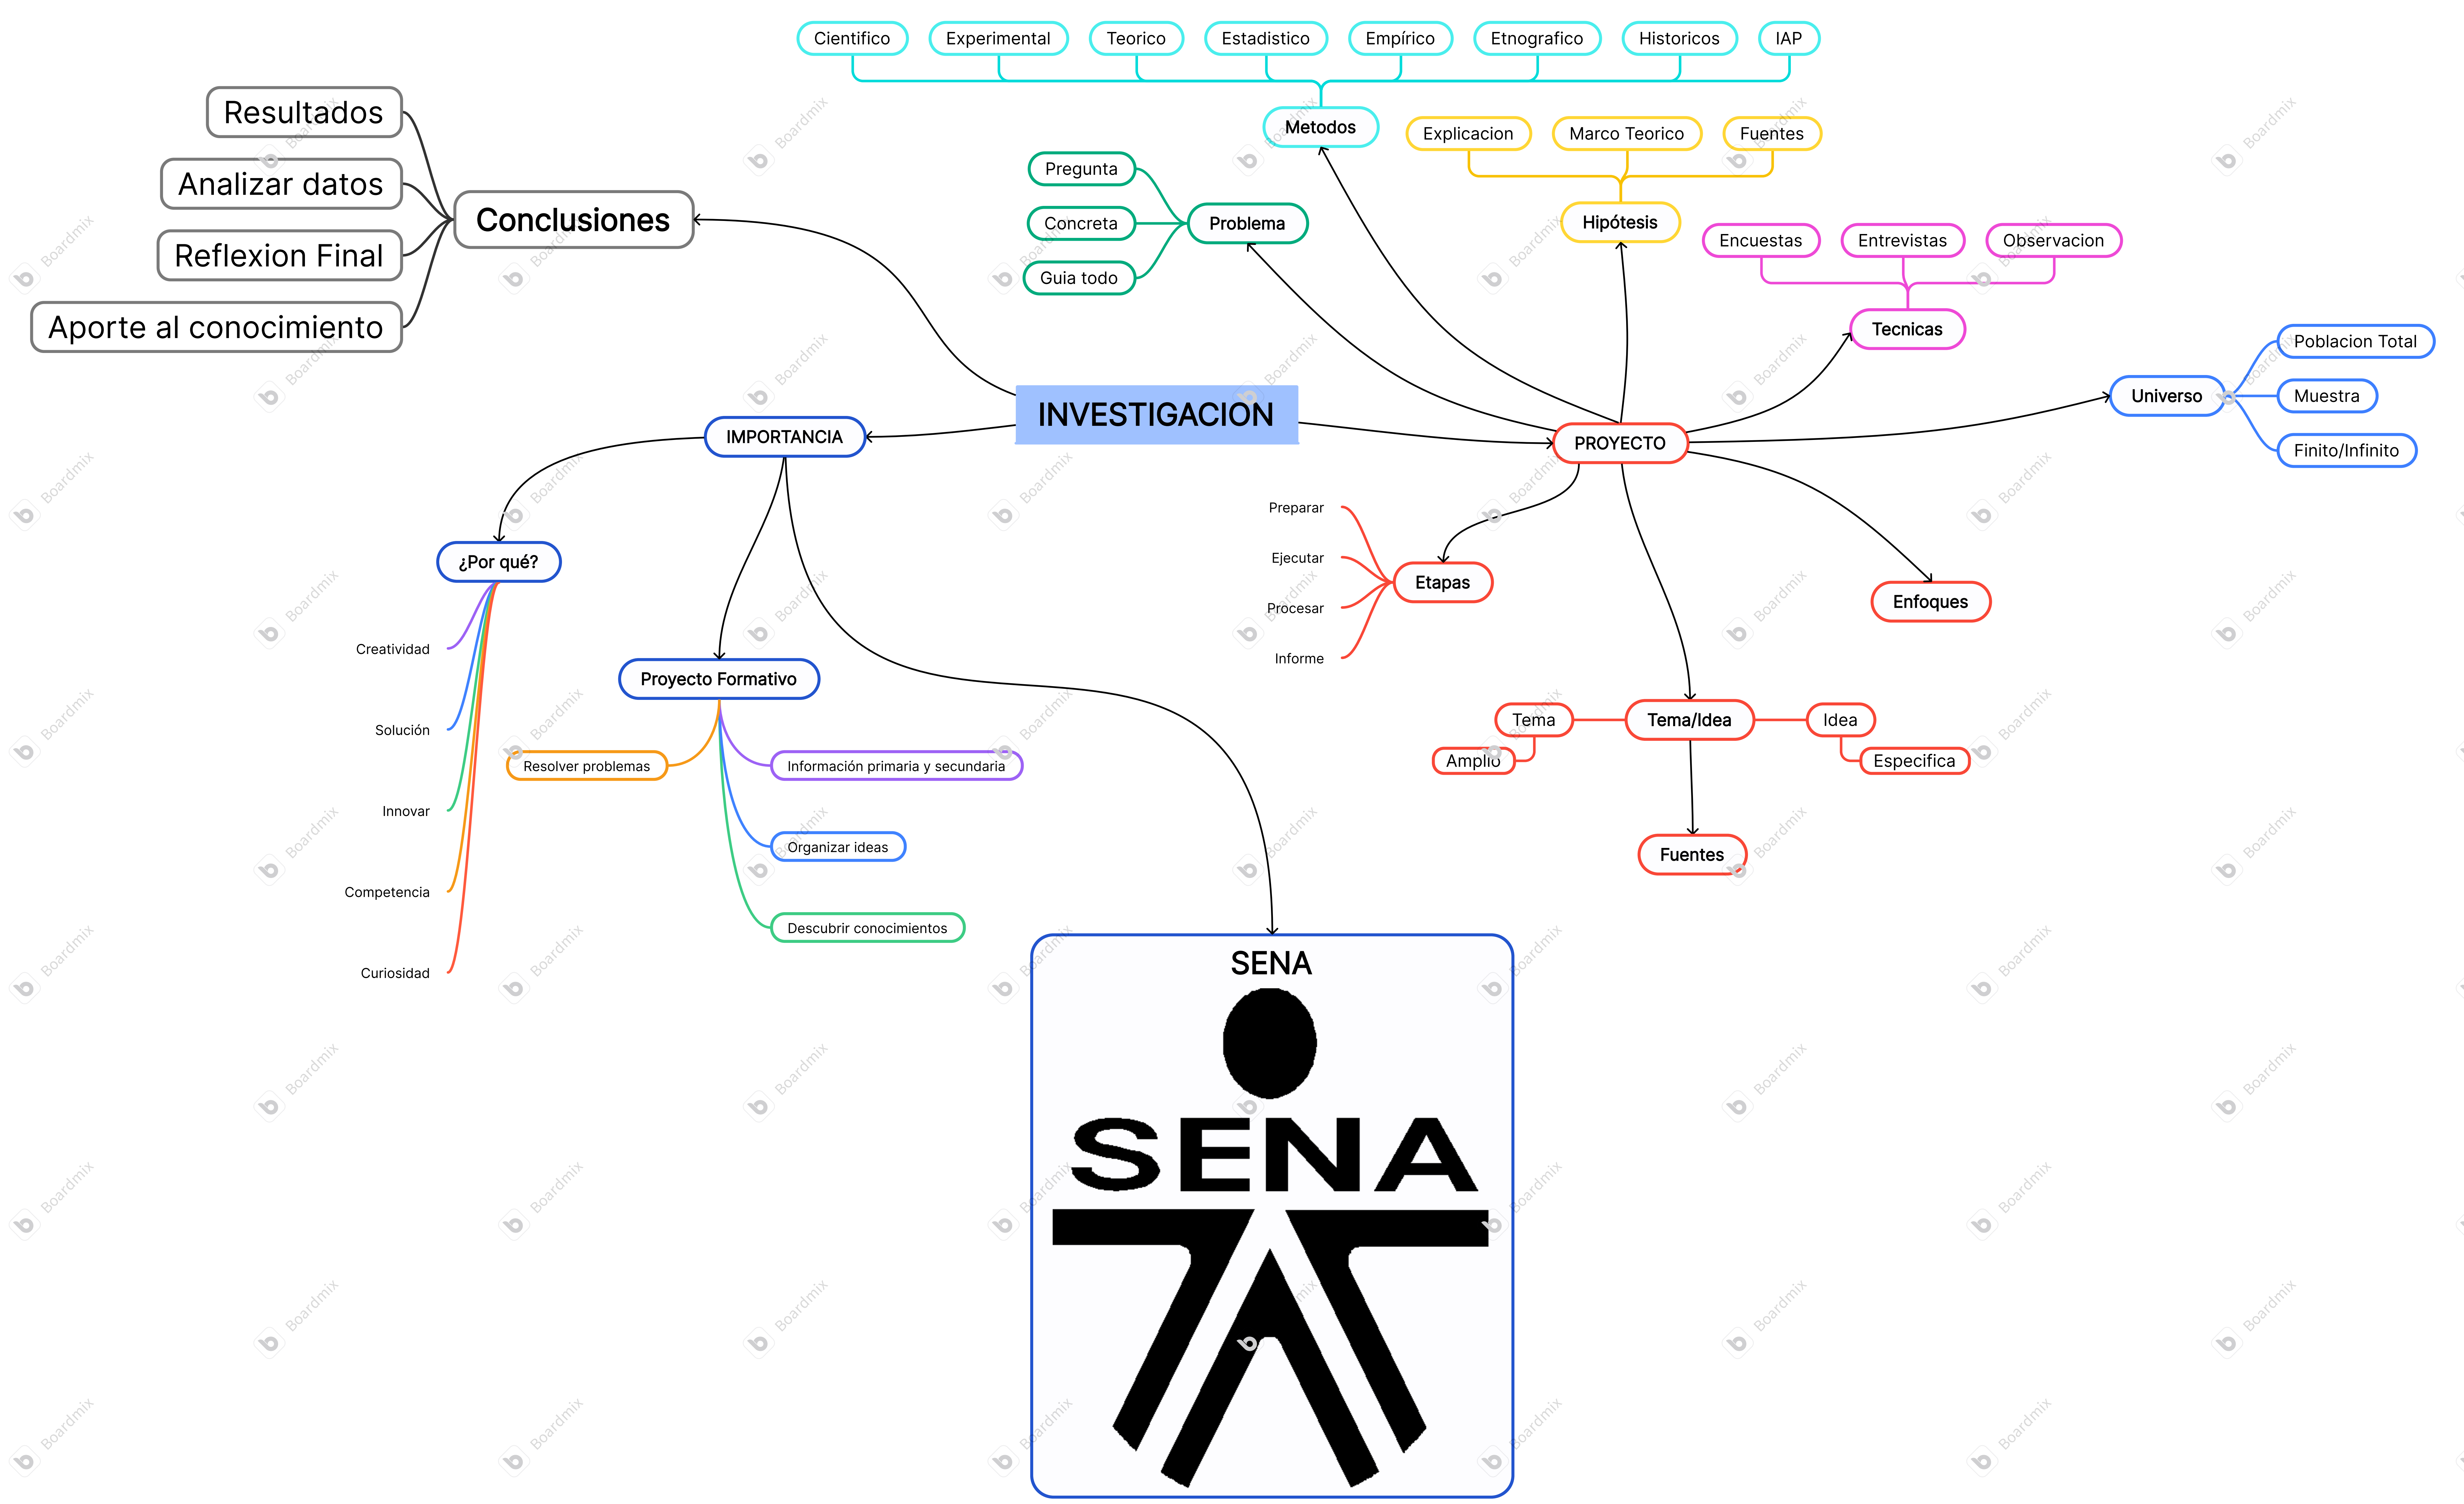 Cientifico
Experimental
Teorico
Estadistico
Empírico
Etnografico
Historicos
IAP
Metodos
Explicacion
Marco Teorico
Fuentes
Hipótesis
Pregunta
Concreta
Guia todo
Problema
Encuestas
Entrevistas
Observacion
Tecnicas
Resultados
Analizar datos
Reflexion Final
Aporte al conocimiento
Conclusiones
Poblacion Total
Muestra
Finito/Infinito
Universo
INVESTIGACION
IMPORTANCIA
PROYECTO
¿Por qué?
Creatividad
Solución
Innovar
Competencia
Curiosidad
Proyecto Formativo
Resolver problemas
Información primaria y secundaria
Organizar ideas
Descubrir conocimientos
Preparar
Ejecutar
Procesar
Informe
Etapas
Enfoques
Tema
Tema/Idea
Idea
Amplio
Especifica
Fuentes
SENA
SENA
Boardmix